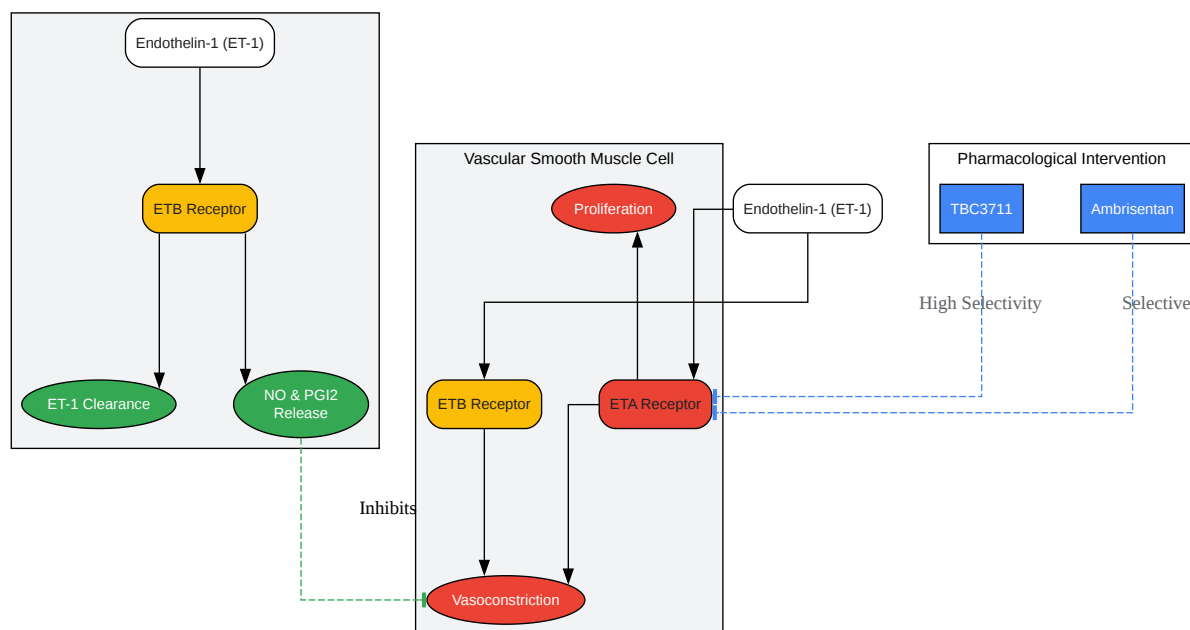 Endothelin-1 (ET-1)
ETB Receptor
ET-1 Clearance
NO & PGI2
Release
Inhibits
Vascular Smooth Muscle Cell
Proliferation
Endothelin-1 (ET-1)
ETB Receptor
ETA Receptor
Vasoconstriction
Pharmacological Intervention
TBC3711
Ambrisentan
High Selectivity
Selective